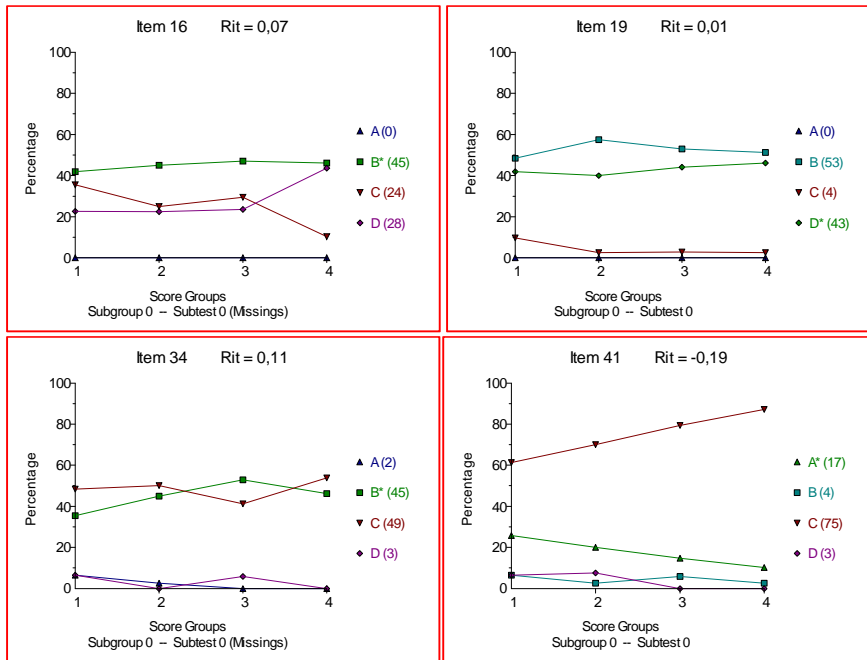 Item 16 Rit = 0,07
100
80
60
40
20
0
Percentage
1 2 3 4
Score Groups
Subgroup 0 -- Subtest 0 (Missings)
A (0)
B* (45)
C (24)
D (28)
Item 19 Rit = 0,01
100
80
60
40
20
0
Percentage
1 2 3 4
Score Groups
Subgroup 0 -- Subtest 0
A (0)
B (53)
C (4)
D* (43)
Item 34 Rit = 0,11
100
80
60
40
20
0
Percentage
1 2 3 4
Score Groups
Subgroup 0 -- Subtest 0 (Missings)
A (2)
B* (45)
C (49)
D (3)
Item 41 Rit = -0,19
100
80
60
40
20
0
Percentage
1 2 3 4
Score Groups
Subgroup 0 -- Subtest 0
A* (17)
B (4)
C (75)
D (3)